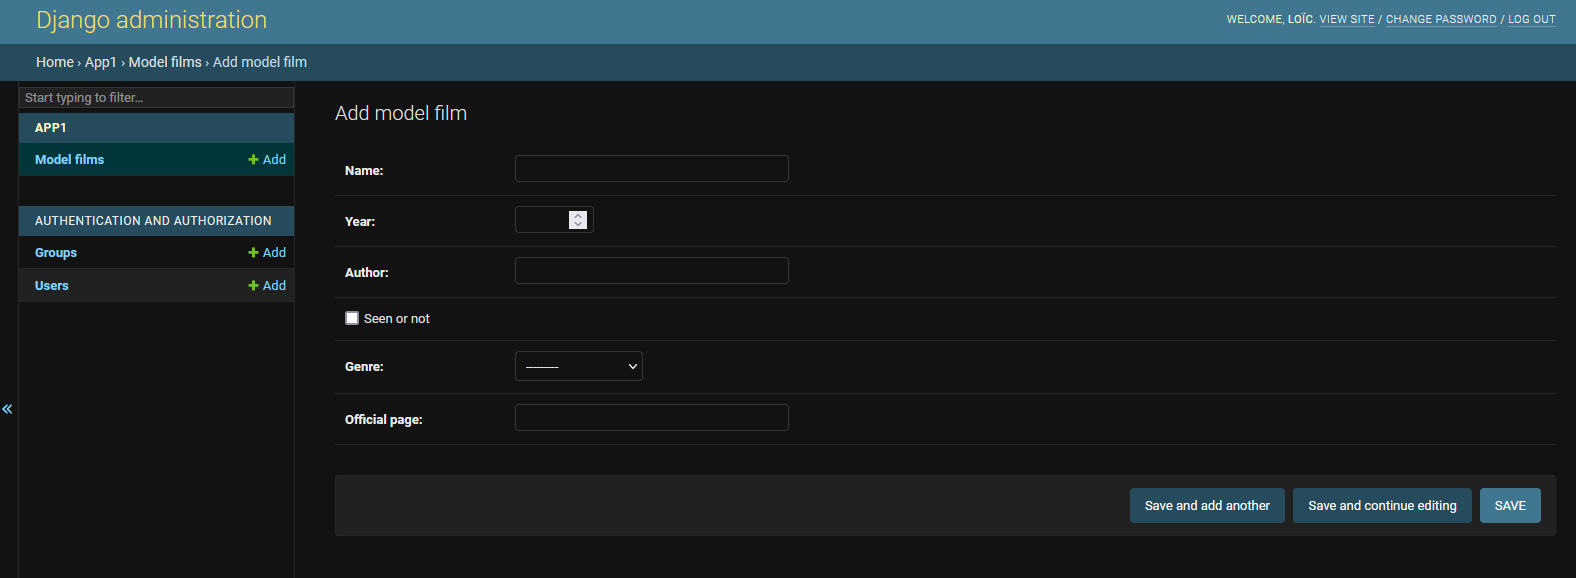 Django administration
WELCOME, LOÏC. VIEW SITE / CHANGE PASSWORD / LOG OUT
Home › App1 › Model films › Add model film
Start typing to filter...
APP1
Model films + Add
AUTHENTICATION AND AUTHORIZATION
Groups + Add
Users + Add
«
Add model film
Name:
Year:
Author:
Seen or not
Genre: ---------
Official page:
Save and add another Save and continue editing SAVE